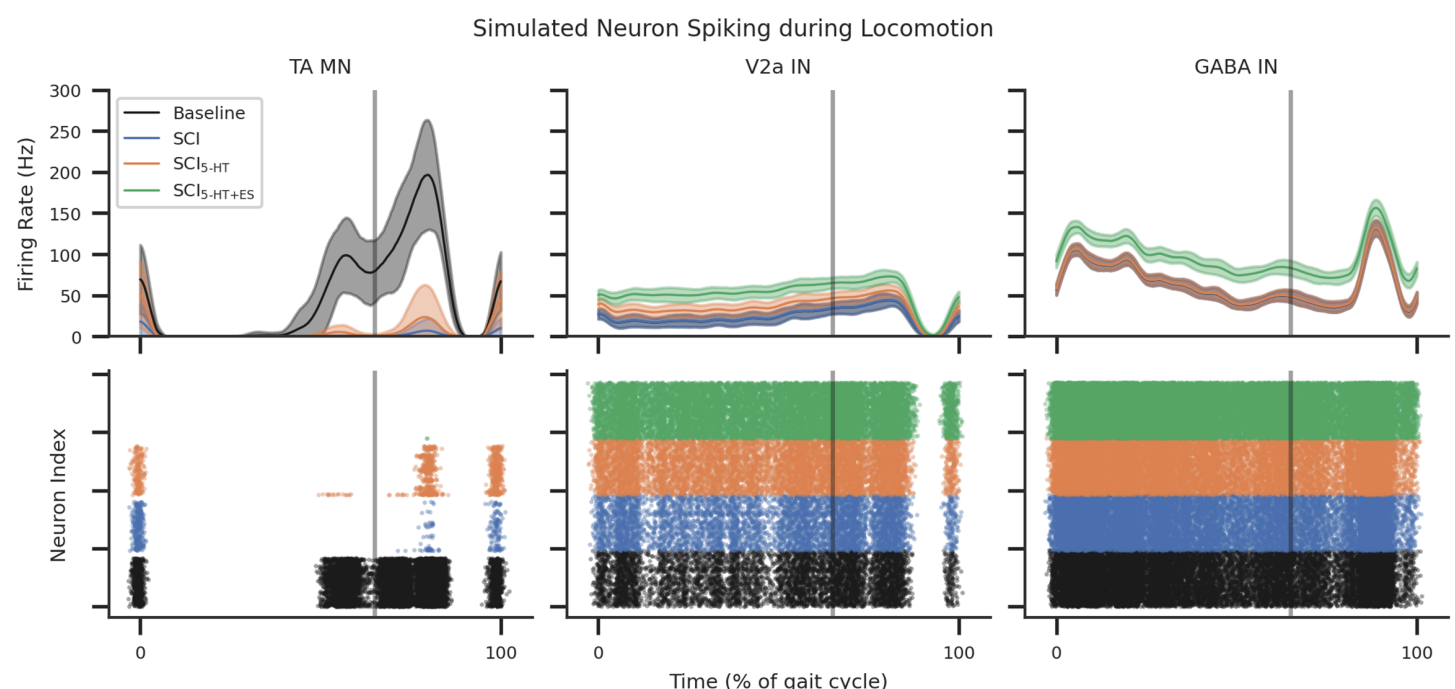 Simulated Neuron Spiking during Locomotion
TA MN
V2a IN
GABA IN
300
250
200
150
100
50
0
Firing Rate (Hz)
Baseline
SCI
SCI5-HT
SCI5-HT+ES
Neuron Index
0
100
0
100
0
100
Time (% of gait cycle)